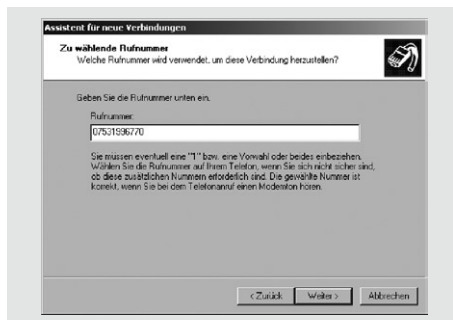 Assistent für neue Verbindungen
Zu wählende Rufnummer
Welche Rufnummer wird verwendet, um diese Verbindung herzustellen?
Geben Sie die Rufnummer unten ein.
Rufnummer:
07531996770
Sie müssen eventuell eine "1" bzw. eine Vorwahl oder beides einbeziehen.
Wählen Sie die Rufnummer auf Ihrem Telefon, wenn Sie sich nicht sicher sind,
ob diese zusätzlichen Nummern erforderlich sind. Die gewählte Nummer ist
korrekt, wenn Sie bei dem Telefonanruf einen Modemton hören.
< Zurück Weiter > Abbrechen